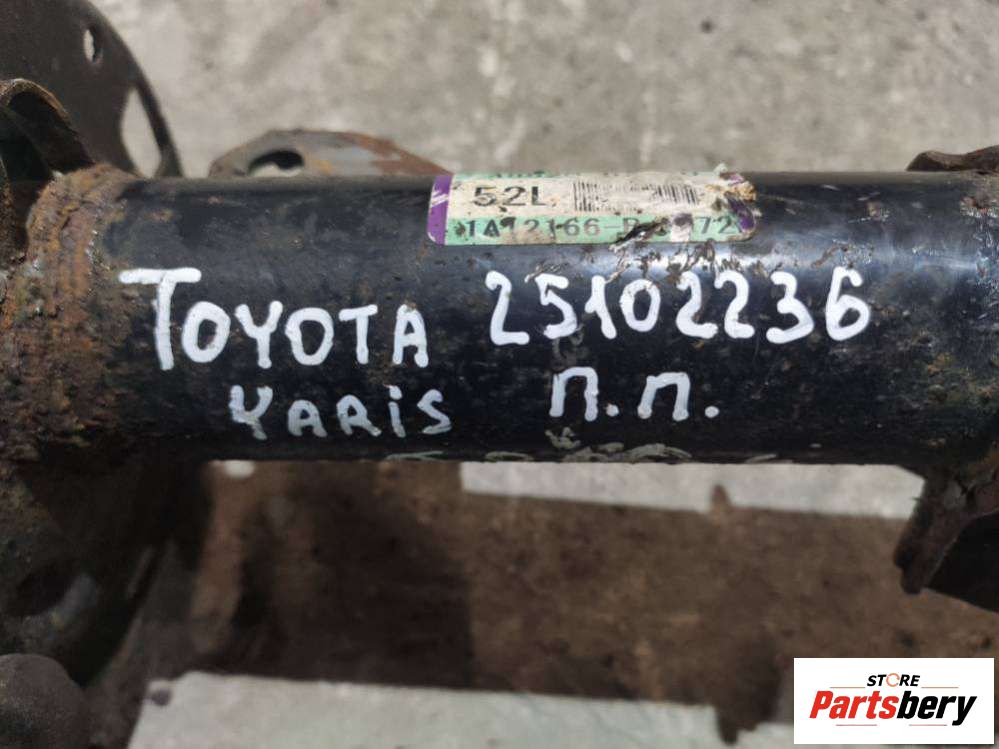 52L
TOYOTA 25102236
YARIS П.П.
STORE
Partsbery